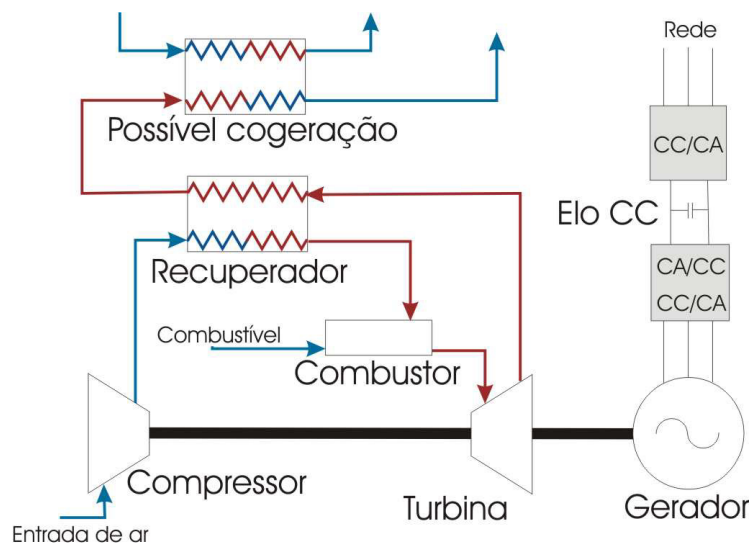 Rede
Possível cogeração
CC/CA
Elo CC
Recuperador
CA/CC
CC/CA
Combustível
Combustor
Compressor
Turbina
Gerador
Entrada de ar